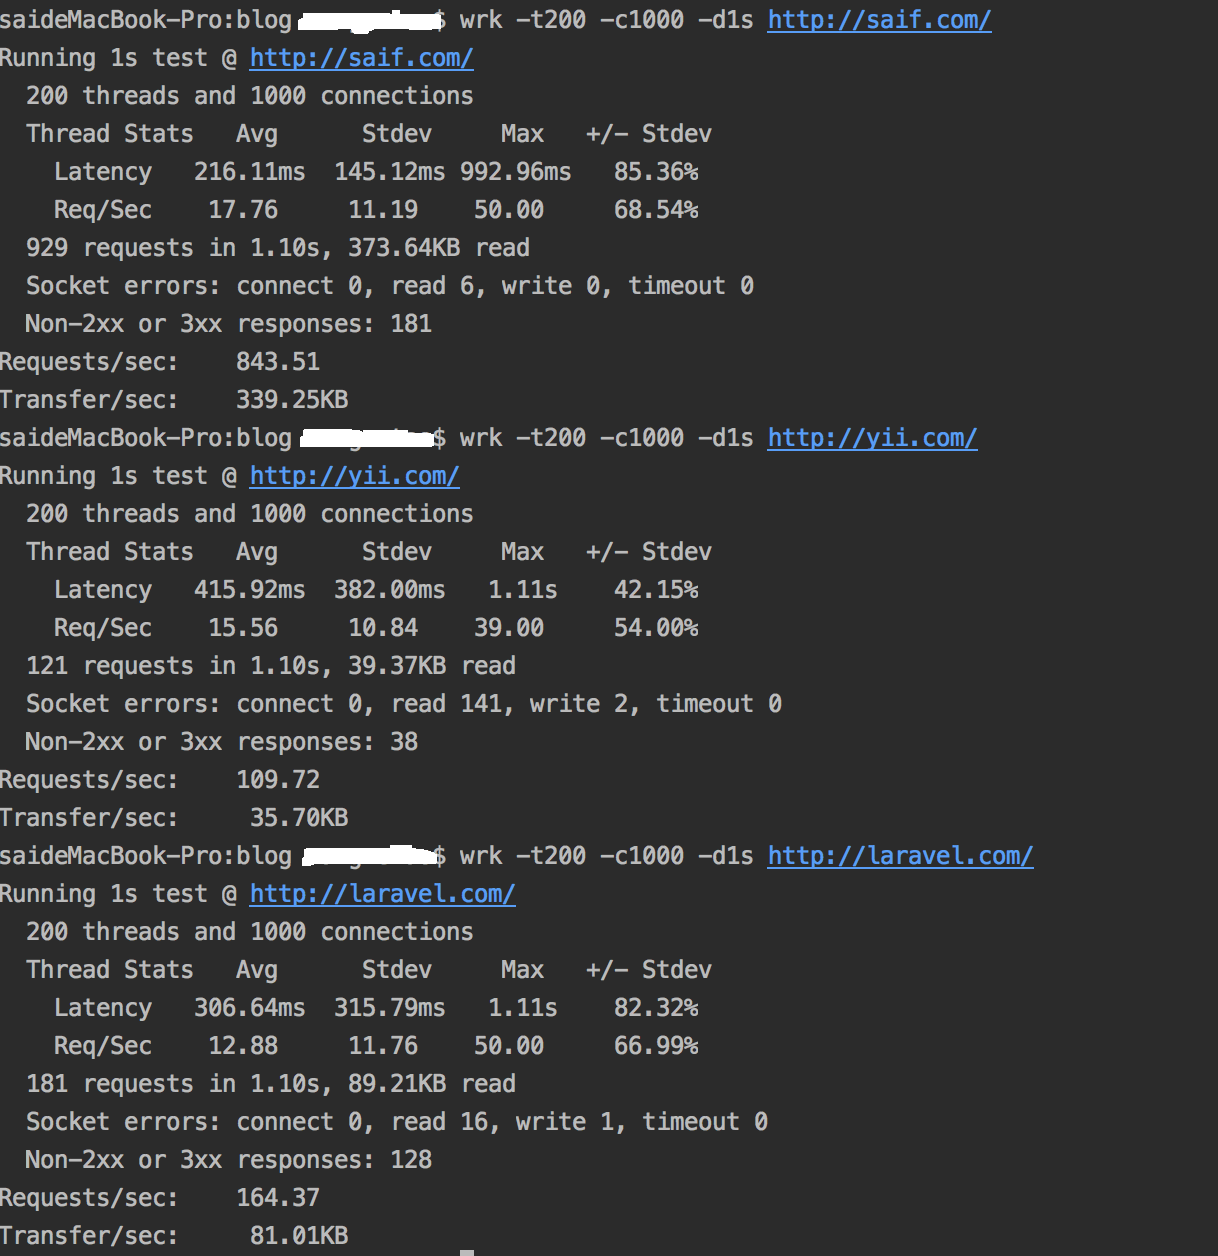 saideMacBook-Pro:blog $ wrk -t200 -c1000 -d1s http://saif.com/
Running 1s test @ http://saif.com/
  200 threads and 1000 connections
  Thread Stats   Avg      Stdev     Max   +/- Stdev
    Latency   216.11ms  145.12ms 992.96ms   85.36%
    Req/Sec    17.76     11.19    50.00     68.54%
  929 requests in 1.10s, 373.64KB read
  Socket errors: connect 0, read 6, write 0, timeout 0
  Non-2xx or 3xx responses: 181
Requests/sec:    843.51
Transfer/sec:    339.25KB
saideMacBook-Pro:blog $ wrk -t200 -c1000 -d1s http://yii.com/
Running 1s test @ http://yii.com/
  200 threads and 1000 connections
  Thread Stats   Avg      Stdev     Max   +/- Stdev
    Latency   415.92ms  382.00ms   1.11s    42.15%
    Req/Sec    15.56     10.84    39.00     54.00%
  121 requests in 1.10s, 39.37KB read
  Socket errors: connect 0, read 141, write 2, timeout 0
  Non-2xx or 3xx responses: 38
Requests/sec:    109.72
Transfer/sec:     35.70KB
saideMacBook-Pro:blog $ wrk -t200 -c1000 -d1s http://laravel.com/
Running 1s test @ http://laravel.com/
  200 threads and 1000 connections
  Thread Stats   Avg      Stdev     Max   +/- Stdev
    Latency   306.64ms  315.79ms   1.11s    82.32%
    Req/Sec    12.88     11.76    50.00     66.99%
  181 requests in 1.10s, 89.21KB read
  Socket errors: connect 0, read 16, write 1, timeout 0
  Non-2xx or 3xx responses: 128
Requests/sec:    164.37
Transfer/sec:     81.01KB